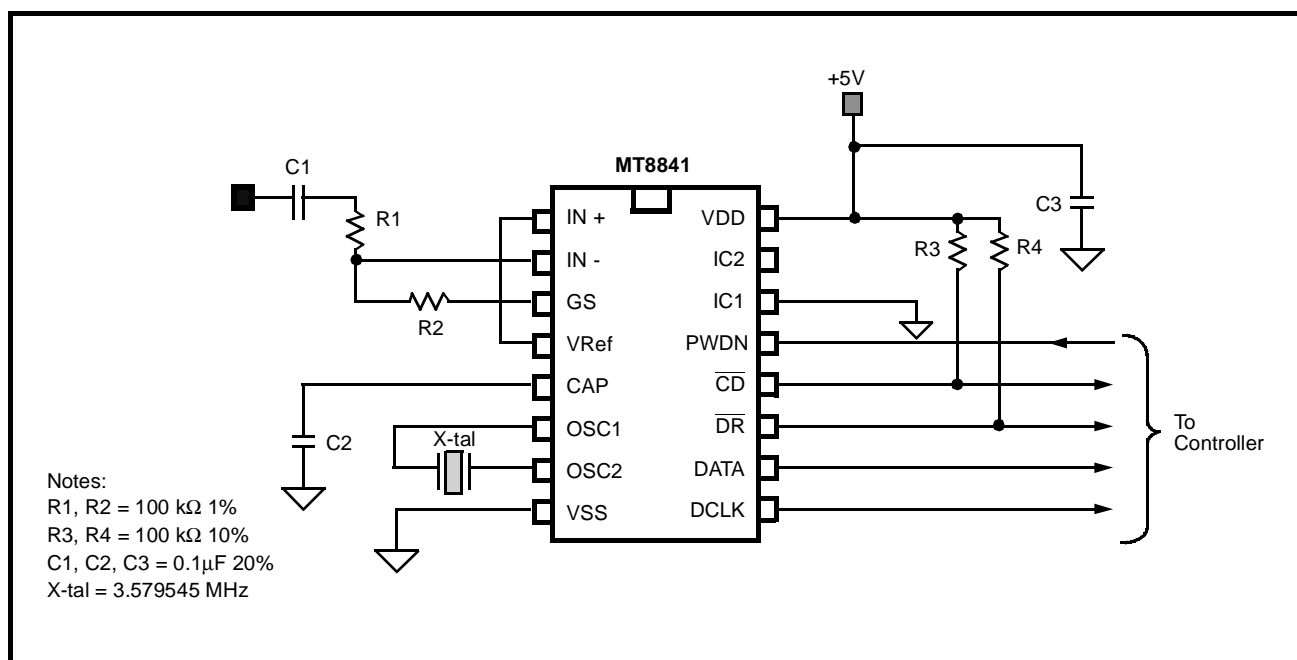 +5V
MT8841
C1
R1
R2
C2
X-tal
IN +
IN -
GS
VRef
CAP
OSC1
OSC2
VSS
VDD
IC2
IC1
PWDN
CD
DR
DATA
DCLK
R3
R4
C3
To
Controller
Notes:
R1, R2 = 100 kΩ 1%
R3, R4 = 100 kΩ 10%
C1, C2, C3 = 0.1µF 20%
X-tal = 3.579545 MHz